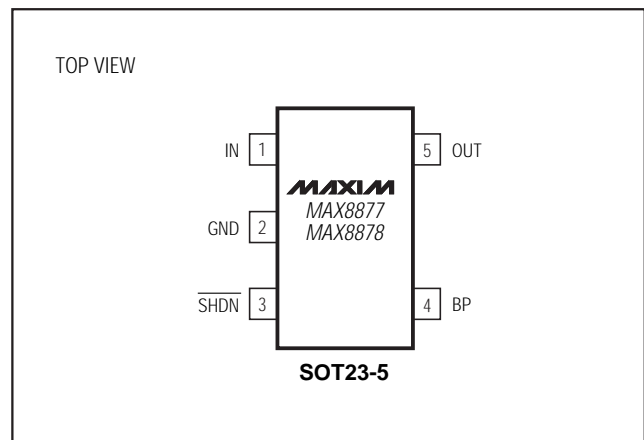 TOP VIEW
IN 1
5 OUT
MAXIM
MAX8877
MAX8878
GND 2
SHDN 3
4 BP
SOT23-5